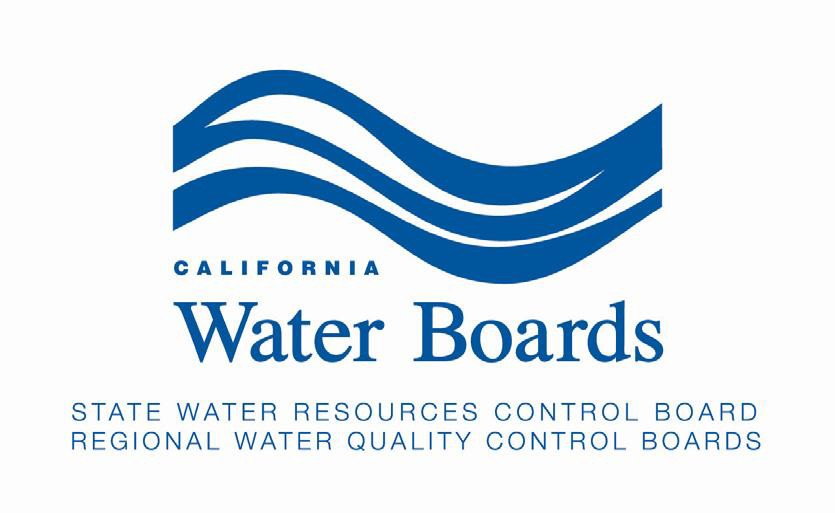 CALIFORNIA
Water Boards
STATE WATER RESOURCES CONTROL BOARD
REGIONAL WATER QUALITY CONTROL BOARDS